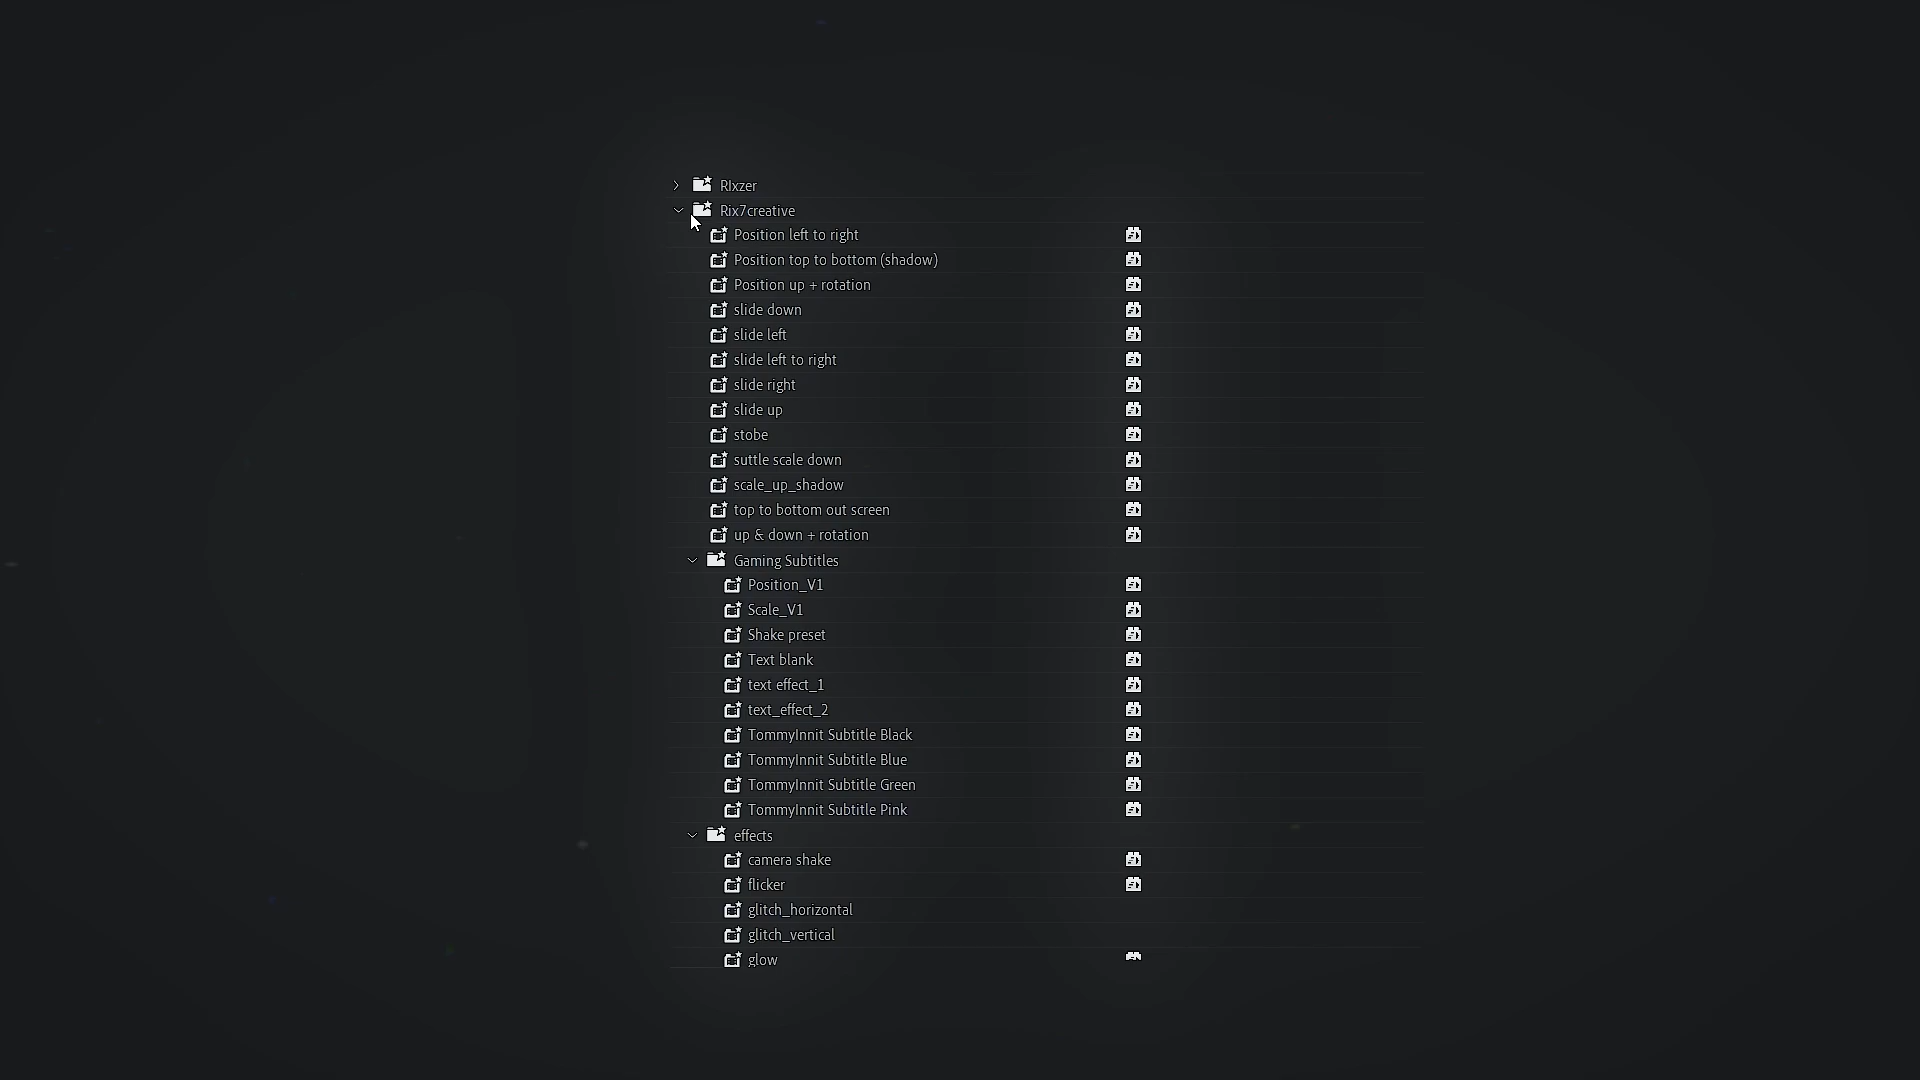 RIxzer
Rix7creative
Position left to right
Position top to bottom (shadow)
Position up + rotation
slide down
slide left
slide left to right
slide right
slide up
stobe
suttle scale down
scale_up_shadow
top to bottom out screen
up & down + rotation
Gaming Subtitles
Position_V1
Scale_V1
Shake preset
Text blank
text effect_1
text_effect_2
TommyInnit Subtitle Black
TommyInnit Subtitle Blue
TommyInnit Subtitle Green
TommyInnit Subtitle Pink
effects
camera shake
flicker
glitch_horizontal
glitch_vertical
glow